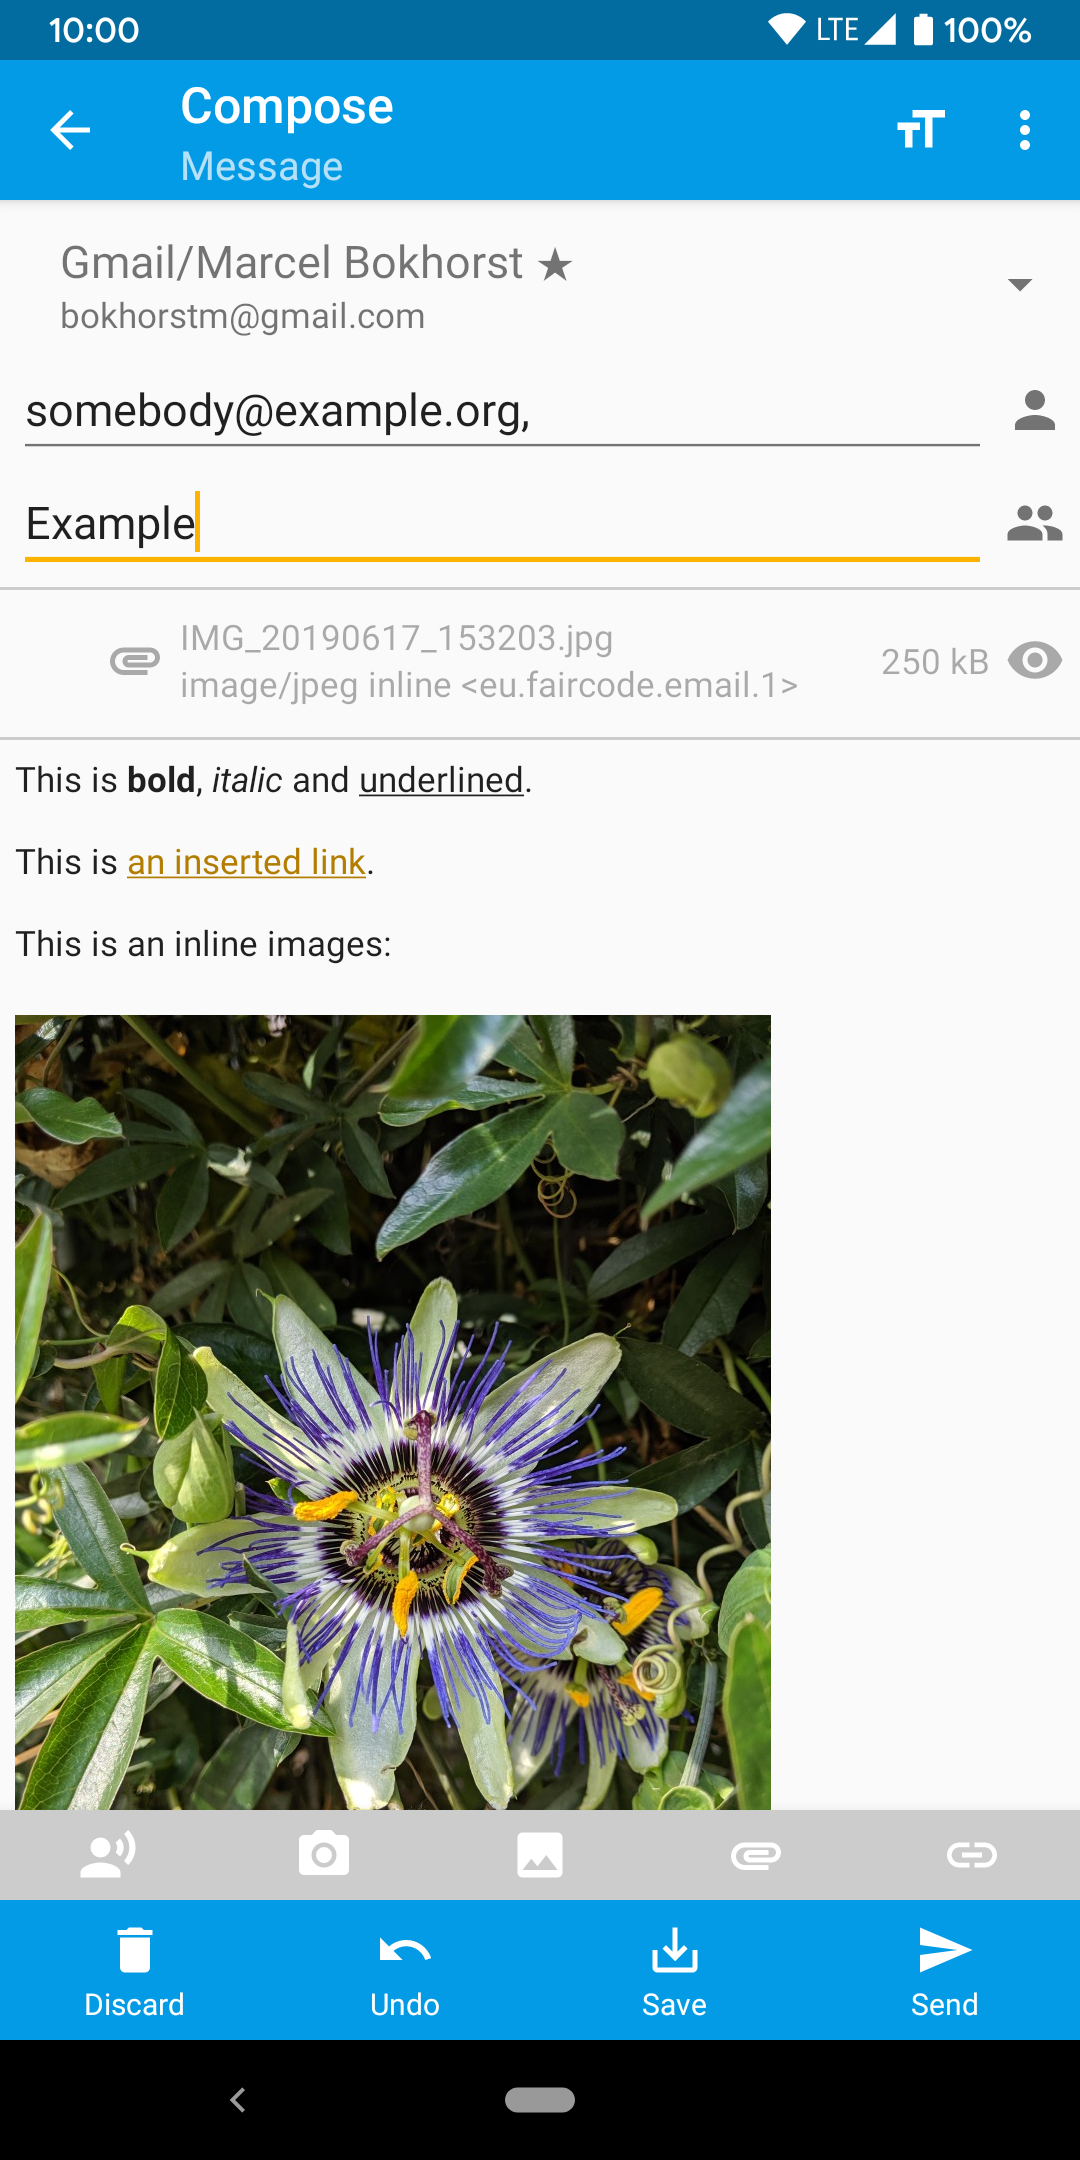 10:00 LTE 100%
Compose
Message
Gmail/Marcel Bokhorst ★
bokhorstm@gmail.com
somebody@example.org,
Example
IMG_20190617_153203.jpg
image/jpeg inline <eu.faircode.email.1>
250 kB
This is bold, italic and underlined.
This is an inserted link.
This is an inline images:
Discard Undo Save Send